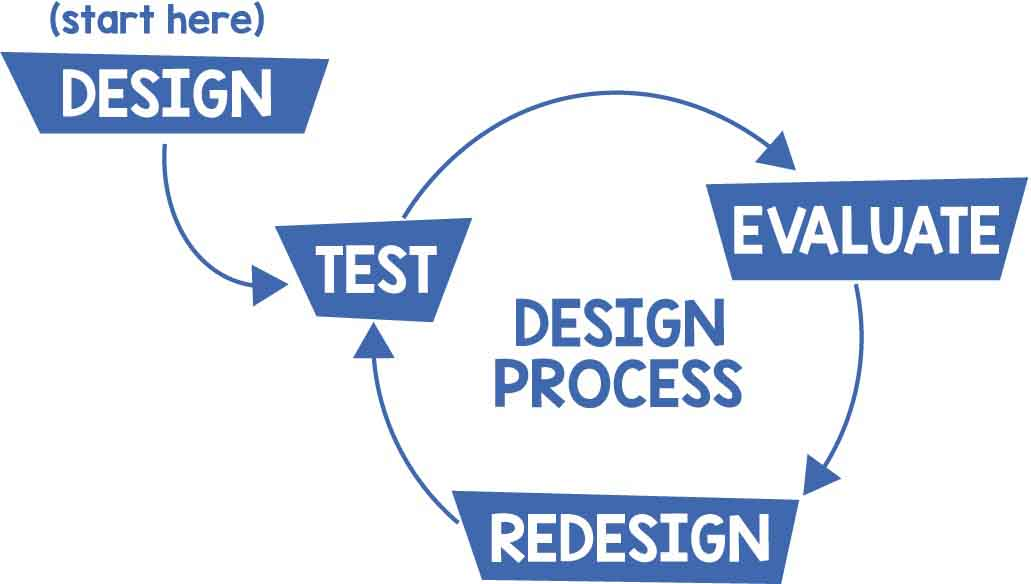 (start here)
DESIGN
TEST
EVALUATE
DESIGN
PROCESS
REDESIGN